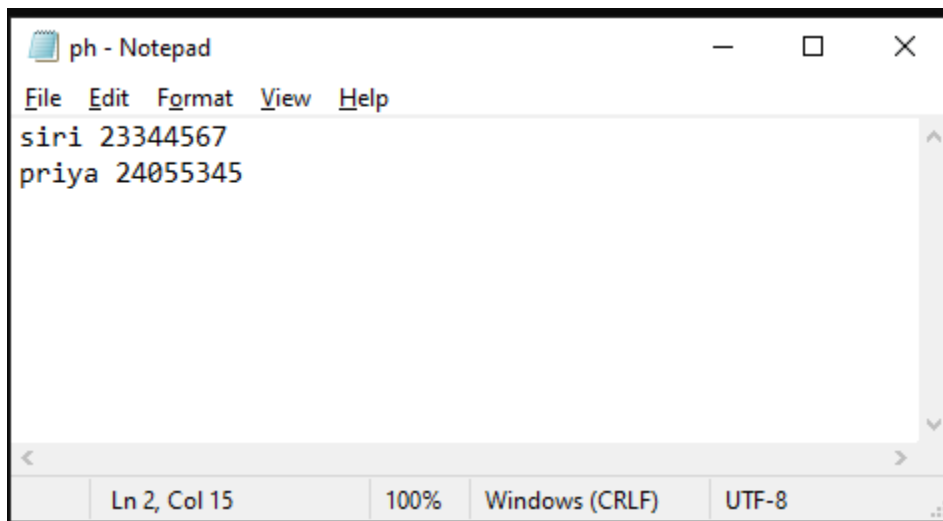 ph - Notepad
File Edit Format View Help
siri 23344567
priya 24055345
Ln 2, Col 15 100% Windows (CRLF) UTF-8